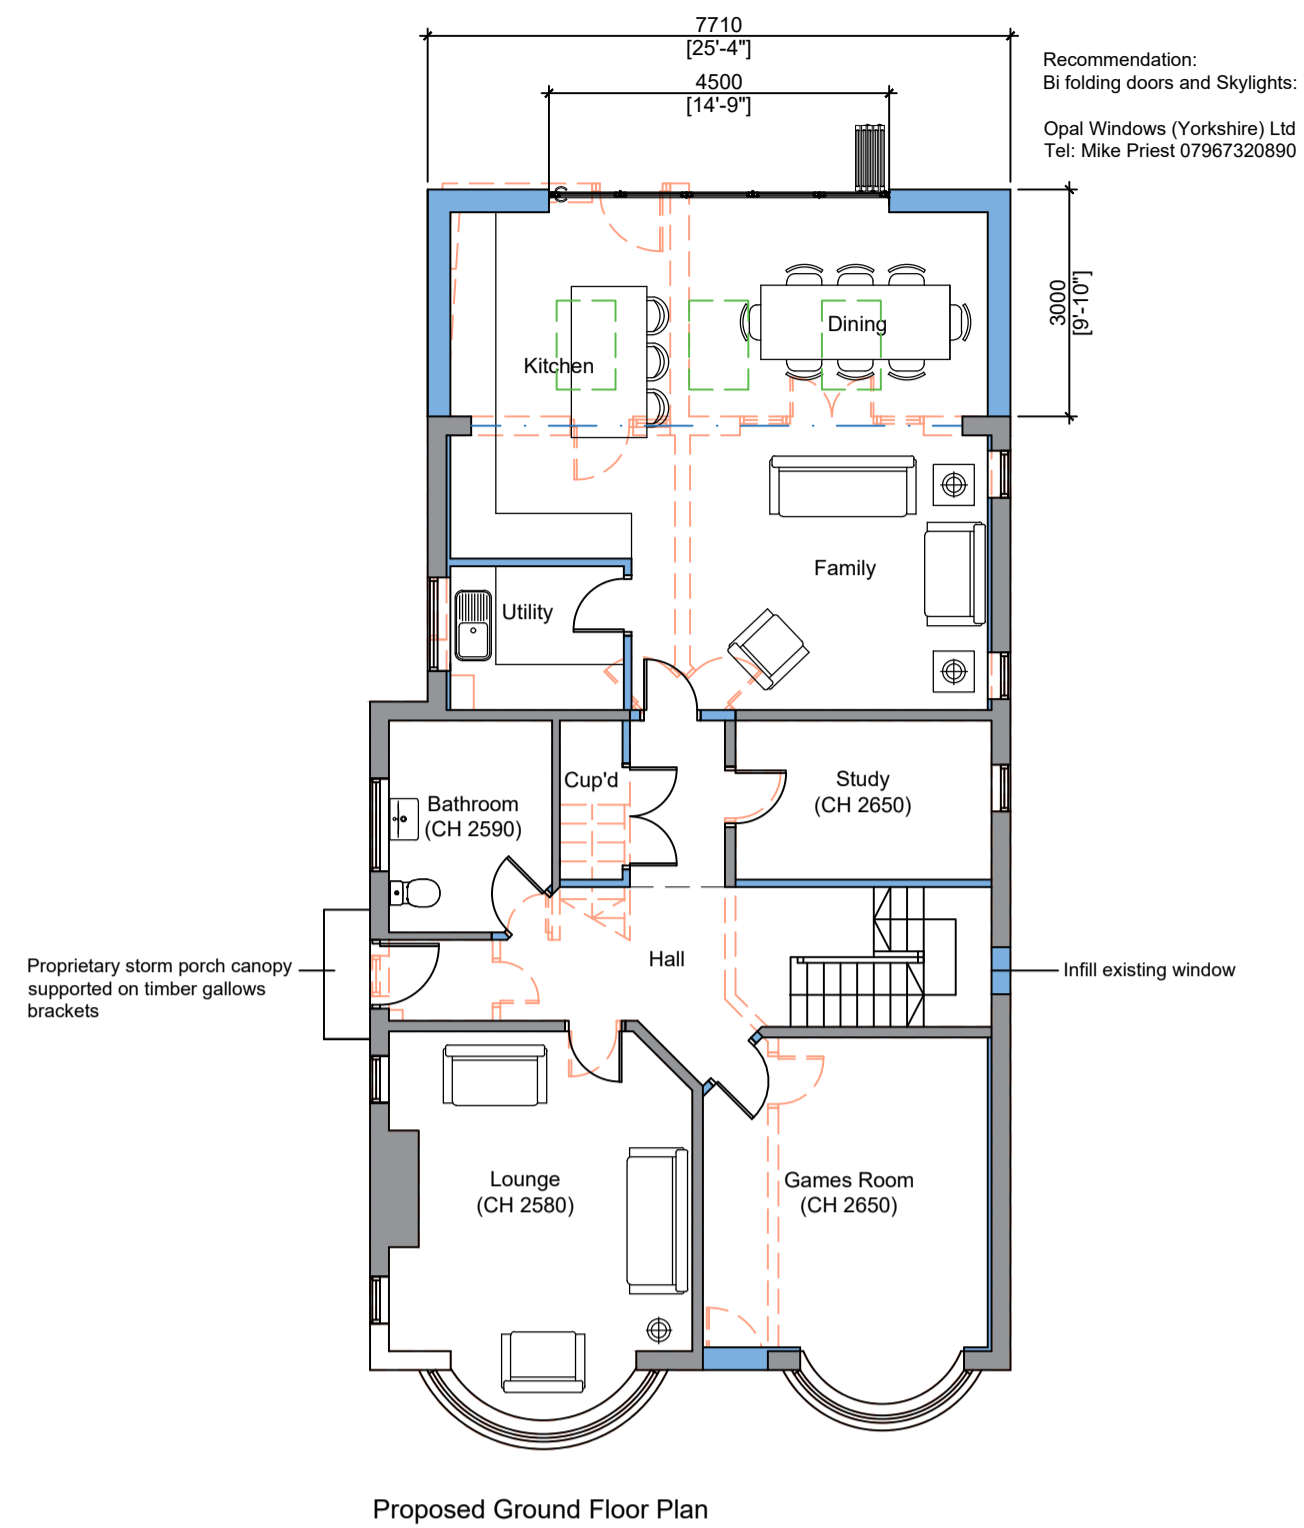 7710
[25'-4"]
4500
[14'-9"]
Recommendation:
Bi folding doors and Skylights:
Opal Windows (Yorkshire) Ltd
Tel: Mike Priest 07967320890
3000
[9'-10"]
Dining
Kitchen
Family
Utility
Cup'd
Study
(CH 2650)
Bathroom
(CH 2590)
Hall
Proprietary storm porch canopy
supported on timber gallows
brackets
Infill existing window
Lounge
(CH 2580)
Games Room
(CH 2650)
Proposed Ground Floor Plan